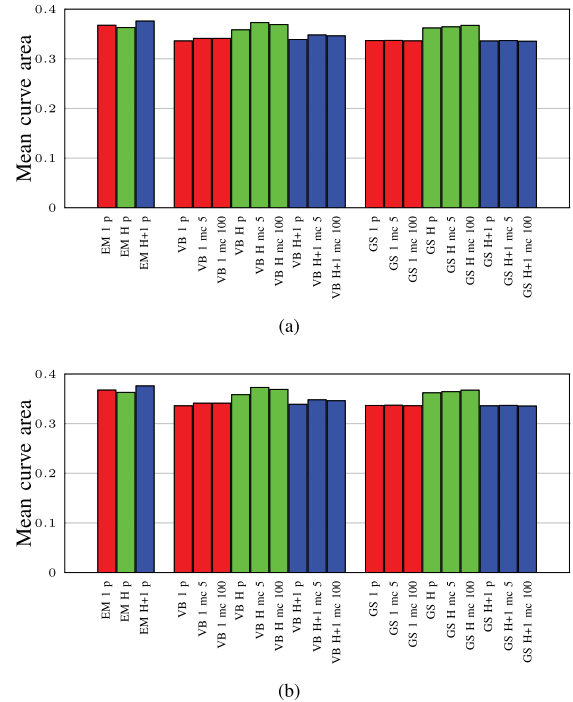 0.4
0.3
0.2
0.1
0
Mean curve area
EM 1 p
EM H p
EM H+1 p
VB 1 p
VB 1 mc 5
VB 1 mc 100
VB H p
VB H mc 5
VB H mc 100
VB H+1 p
VB H+1 mc 5
VB H+1 mc 100
GS 1 p
GS 1 mc 5
GS 1 mc 100
GS H p
GS H mc 5
GS H mc 100
GS H+1 p
GS H+1 mc 5
GS H+1 mc 100
(a)
0.4
0.3
0.2
0.1
0
Mean curve area
EM 1 p
EM H p
EM H+1 p
VB 1 p
VB 1 mc 5
VB 1 mc 100
VB H p
VB H mc 5
VB H mc 100
VB H+1 p
VB H+1 mc 5
VB H+1 mc 100
GS 1 p
GS 1 mc 5
GS 1 mc 100
GS H p
GS H mc 5
GS H mc 100
GS H+1 p
GS H+1 mc 5
GS H+1 mc 100
(b)